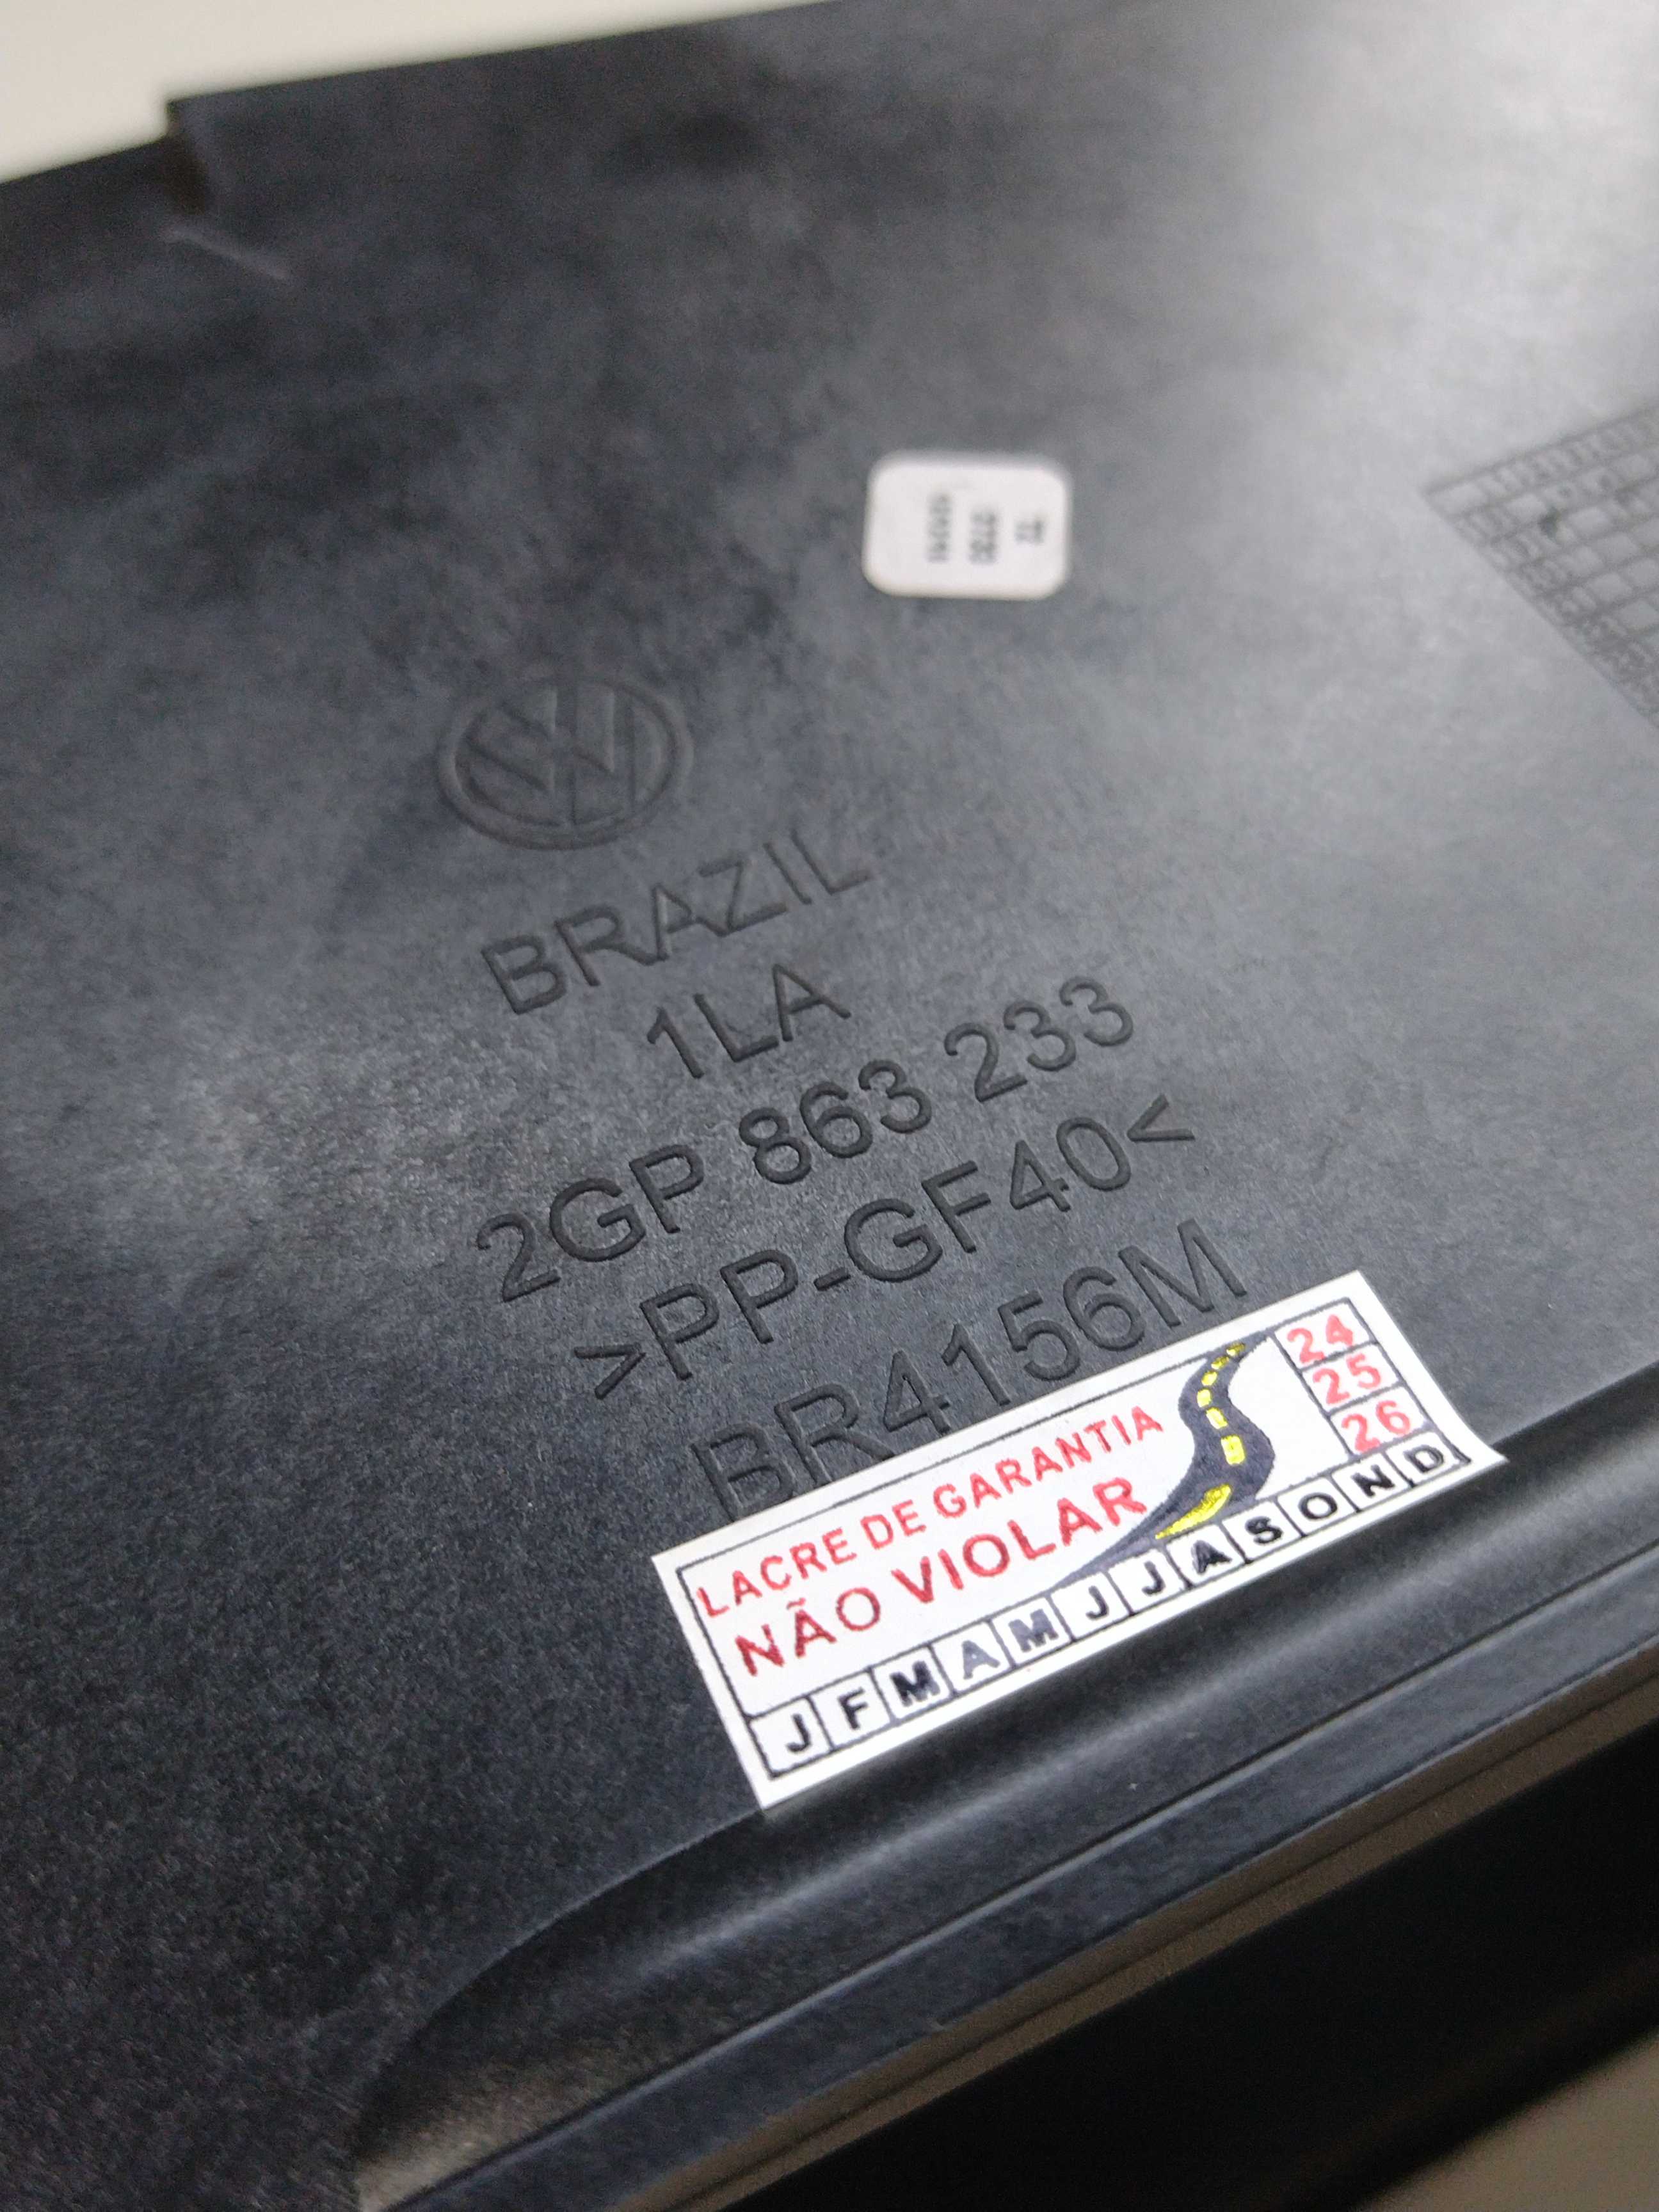 BRAZIL
1LA
2GP 863 233
>PP-GF40<
BR4156M
LACRE DE GARANTIA
NÃO VIOLAR
24
25
26
J F M A M J J A S O N D